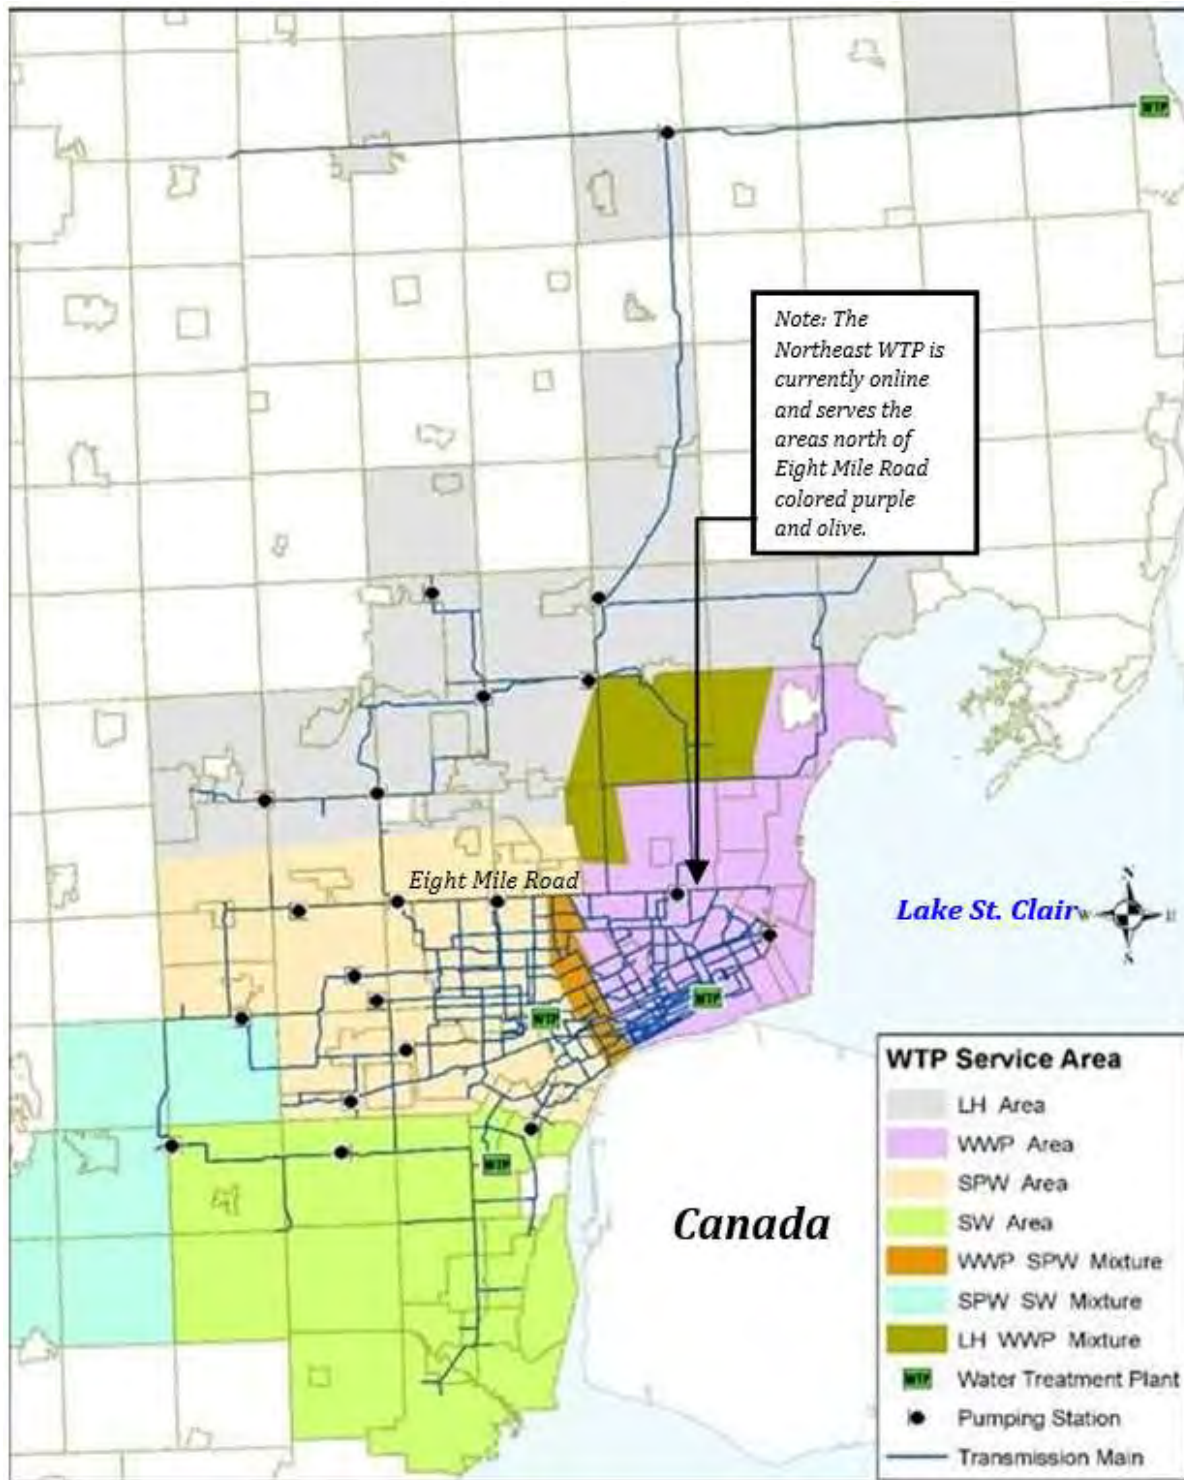 WTP
Note: The
Northeast WTP is
currently online
and serves the
areas north of
Eight Mile Road
colored purple
and olive.
Eight Mile Road
Lake St. Clair
N
W
E
S
WTP
WTP
WTP
Canada
WTP Service Area
LH Area
WWP Area
SPW Area
SW Area
WWP SPW Mixture
SPW SW Mixture
LH WWP Mixture
WTP Water Treatment Plant
Pumping Station
Transmission Main